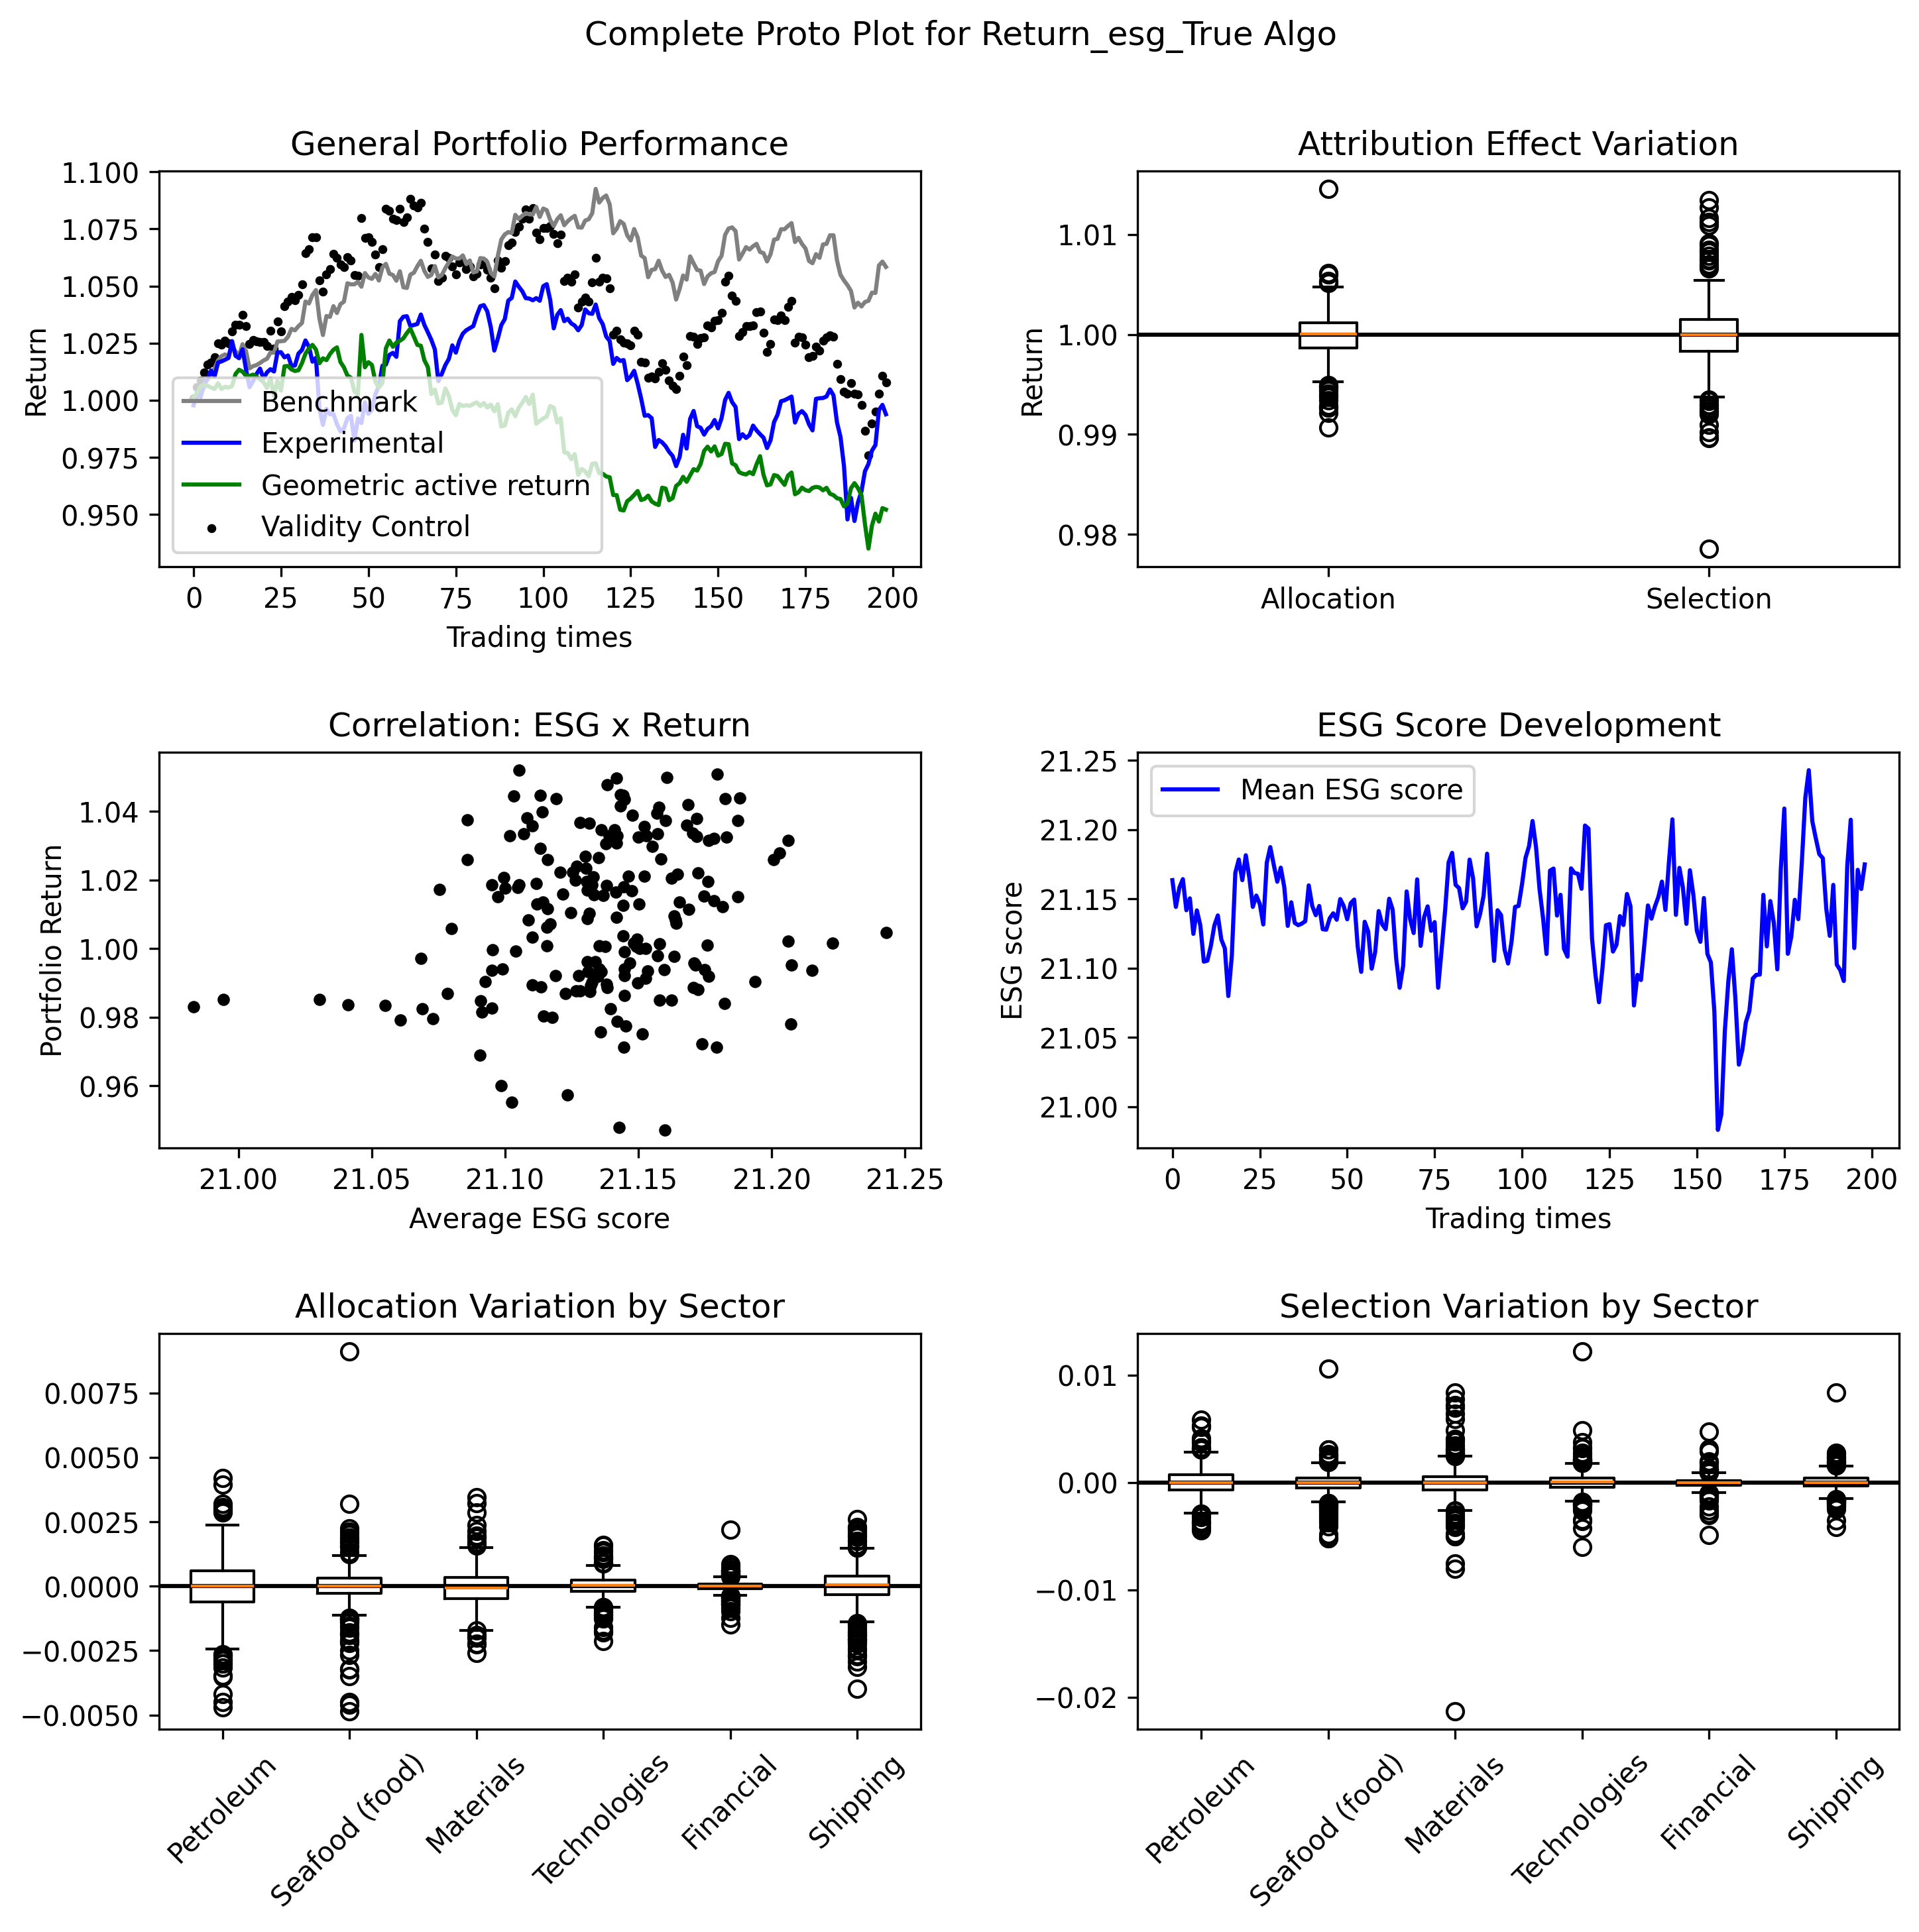 Complete Proto Plot for Return_esg_True Algo
General Portfolio Performance
Return
1.100
1.075
1.050
1.025
1.000
0.975
0.950
Benchmark
Experimental
Geometric active return
Validity Control
0 25 50 75 100 125 150 175 200
Trading times
Attribution Effect Variation
Return
1.01
1.00
0.99
0.98
Allocation Selection
Correlation: ESG x Return
Portfolio Return
1.04
1.02
1.00
0.98
0.96
21.00 21.05 21.10 21.15 21.20 21.25
Average ESG score
ESG Score Development
ESG score
21.25
21.20
21.15
21.10
21.05
21.00
Mean ESG score
0 25 50 75 100 125 150 175 200
Trading times
Allocation Variation by Sector
0.0075
0.0050
0.0025
0.0000
−0.0025
−0.0050
Petroleum
Seafood (food)
Materials
Technologies
Financial
Shipping
Selection Variation by Sector
0.01
0.00
−0.01
−0.02
Petroleum
Seafood (food)
Materials
Technologies
Financial
Shipping